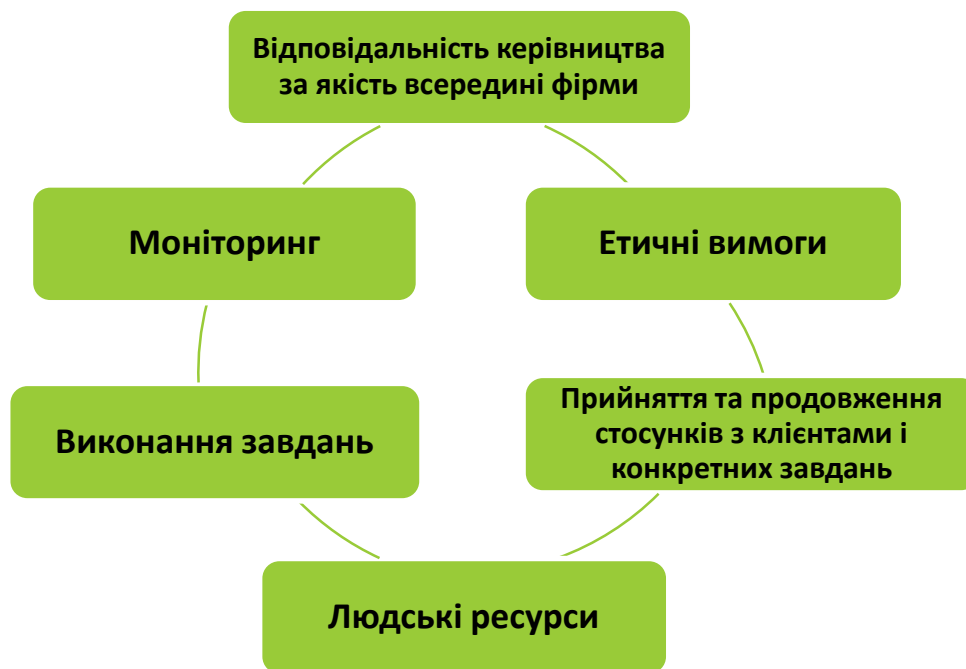 Відповідальність керівництва
за якість всередині фірми
Моніторинг
Етичні вимоги
Виконання завдань
Прийняття та продовження
стосунків з клієнтами і
конкретних завдань
Людські ресурси